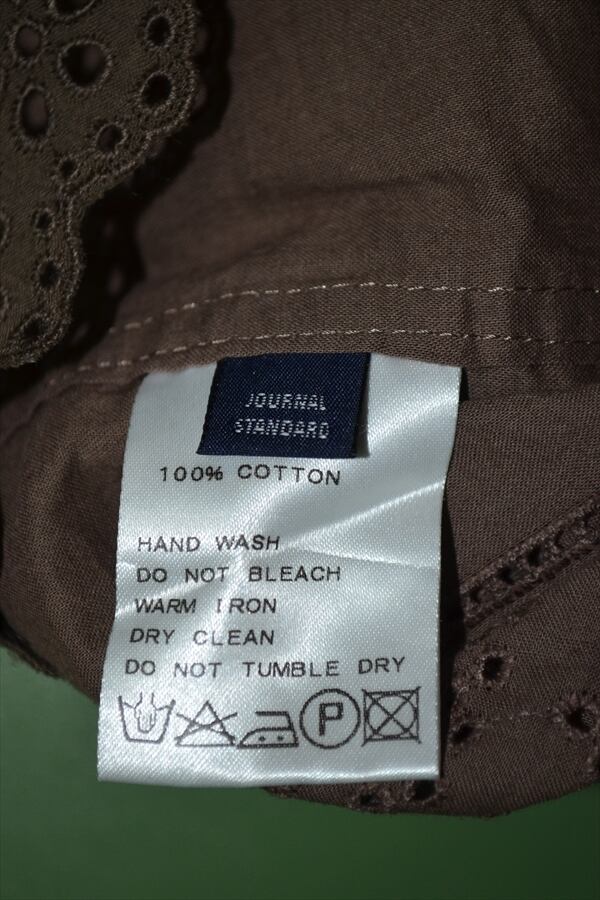 JOURNAL
STANDARD
100% COTTON
HAND WASH
DO NOT BLEACH
WARM IRON
DRY CLEAN
DO NOT TUMBLE DRY
P